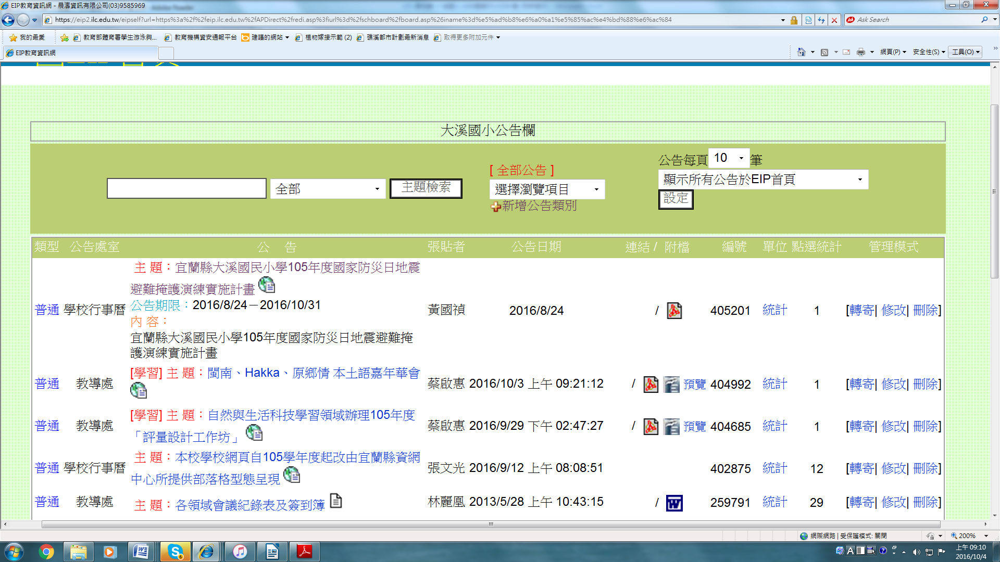 EIP教育資訊網 - 晨濤資訊有限公司(03)9585969
https://eip2.ilc.edu.tw/eipself?url=https%3a%2f%2feip.ilc.edu.tw%2fAPDirect%2fredi.asp%3fiurl%3d%2fschboard%2fboard.asp%26iname%3d%e5%ad%b8%e6%a0%a1%e5%85%ac%e4%bd%88%e6%ac%84
Ask Search
我的最愛 教育部體育署學生游泳與... 教育機構資安通報平台 建議的網站 植物嫁接示範 (2) 礁溪都市計劃最新消息 取得更多附加元件
EIP教育資訊網 網頁(P) 安全性(S) 工具(O)
大溪國小公告欄
公告每頁 10 筆
[ 全部公告 ]
全部 主題檢索 選擇瀏覽項目 顯示所有公告於EIP首頁
新增公告類別 設定
類型 公告處室 公 告 張貼者 公告日期 連結 / 附檔 編號 單位 點選統計 管理模式
主 題：宜蘭縣大溪國民小學105年度國家防災日地震
避難掩護演練實施計畫
公告期限：2016/8/24－2016/10/31
普通 學校行事曆 黃國禎 2016/8/24 / 405201 統計 1 [轉寄| 修改| 刪除]
內 容：
宜蘭縣大溪國民小學105年度國家防災日地震避難掩
護演練實施計畫
[學習] 主 題：閩南、Hakka、原鄉情 本土語嘉年華會
普通 教導處 蔡啟惠 2016/10/3 上午 09:21:12 / 預覽 404992 統計 1 [轉寄| 修改| 刪除]
[學習] 主 題：自然與生活科技學習領域辦理105年度
普通 教導處 蔡啟惠 2016/9/29 下午 02:47:27 / 預覽 404685 統計 1 [轉寄| 修改| 刪除]
「評量設計工作坊」
主 題：本校學校網頁自105學年度起改由宜蘭縣資網
普通 學校行事曆 張文光 2016/9/12 上午 08:08:51 402875 統計 12 [轉寄| 修改| 刪除]
中心所提供部落格型態呈現
普通 教導處 主 題：各領域會議紀錄表及簽到簿 林麗凰 2013/5/28 上午 10:43:15 / 259791 統計 29 [轉寄| 修改| 刪除]
網際網路 | 受保護模式: 關閉 200%
上午 09:10
2016/10/4